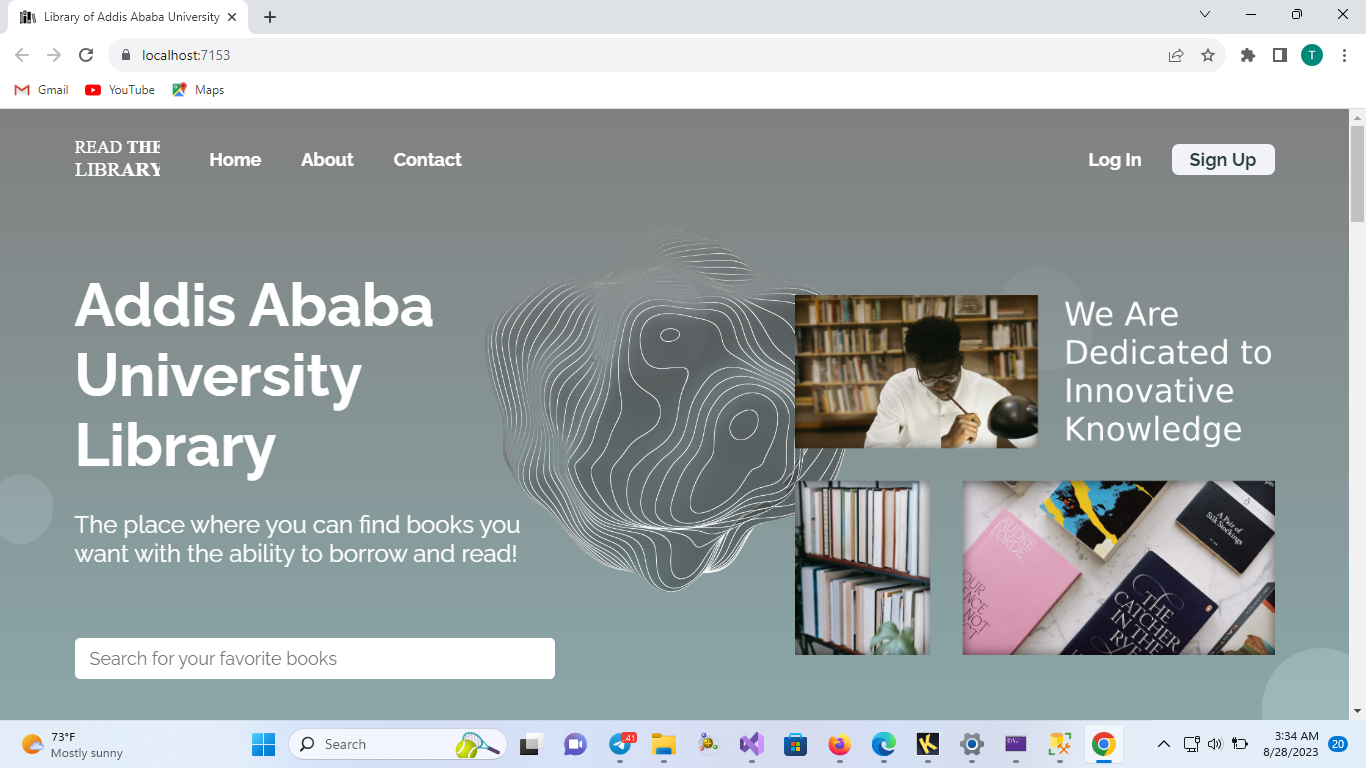 Library of Addis Ababa University
localhost:7153
Gmail
YouTube
Maps
T
READ THE
LIBRARY
Home
About
Contact
Log In
Sign Up
Addis Ababa
University
Library
The place where you can find books you
want with the ability to borrow and read!
Search for your favorite books
We Are
Dedicated to
Innovative
Knowledge
AUDRE
LORDE
A Pair of
Silk Stockings
THE
CATCHER
IN THE
RYE
73°F
Mostly sunny
Search
41
3:34 AM
8/28/2023
20